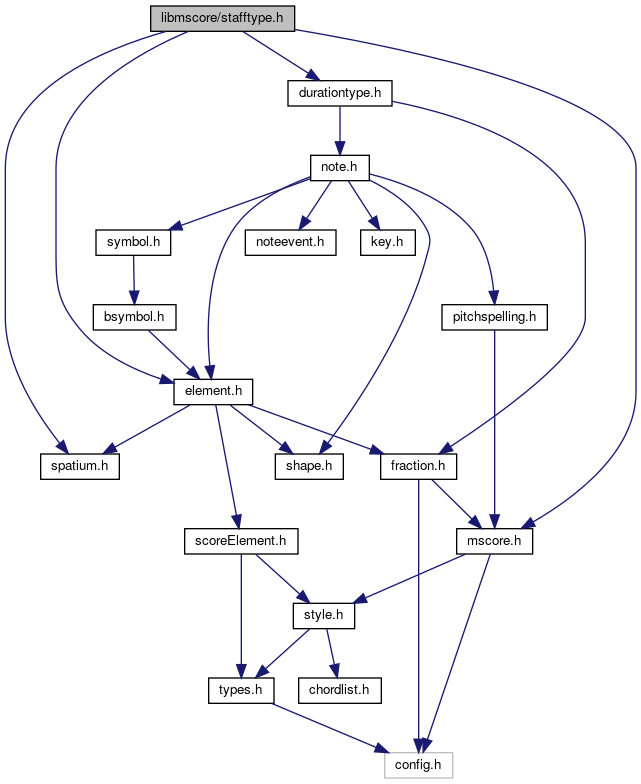 libmscore/stafftype.h
durationtype.h
note.h
symbol.h
noteevent.h
key.h
bsymbol.h
pitchspelling.h
element.h
spatium.h
shape.h
fraction.h
scoreElement.h
mscore.h
style.h
types.h
chordlist.h
config.h